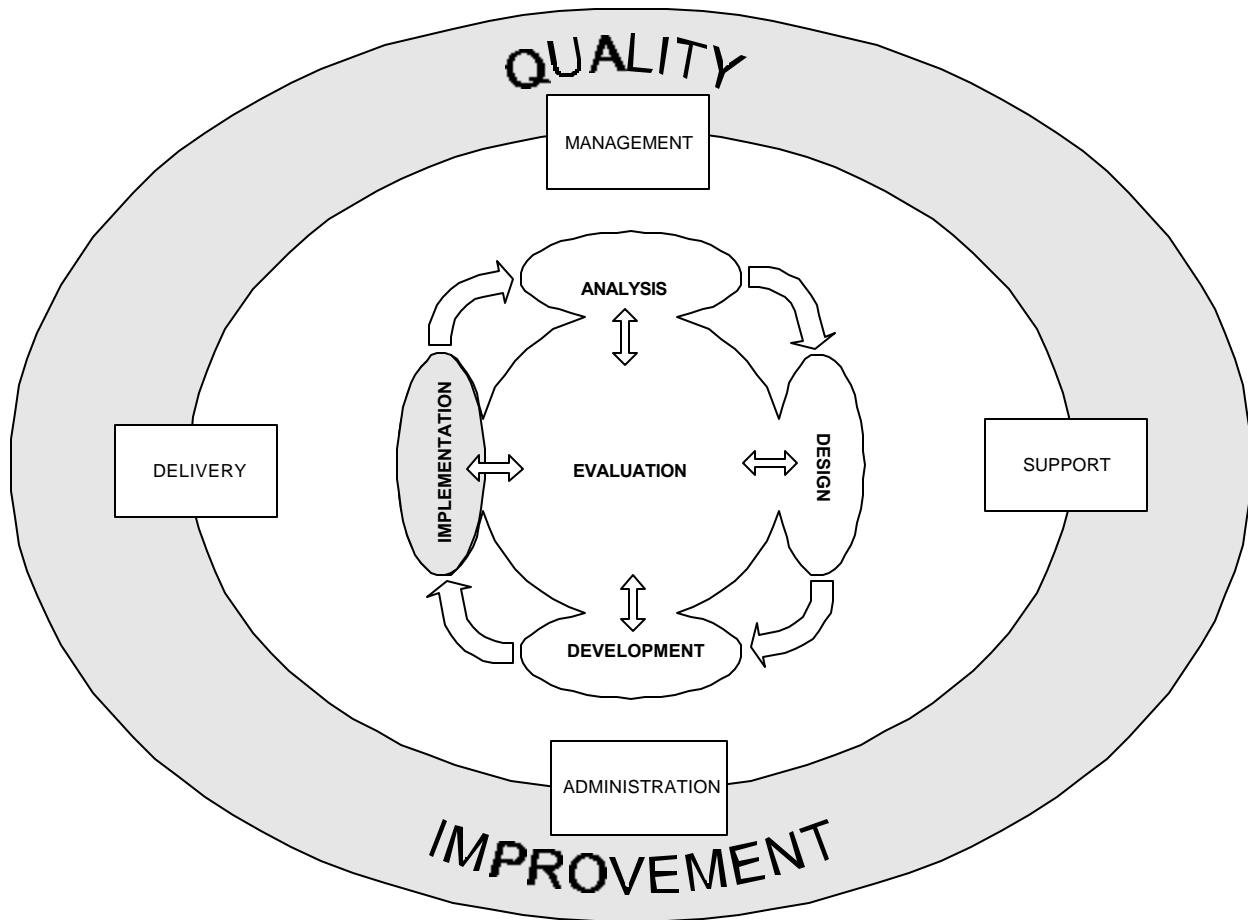 QUALITY
MANAGEMENT
ANALYSIS
DELIVERY
IMPLEMENTATION
EVALUATION
DESIGN
SUPPORT
DEVELOPMENT
ADMINISTRATION
IMPROVEMENT